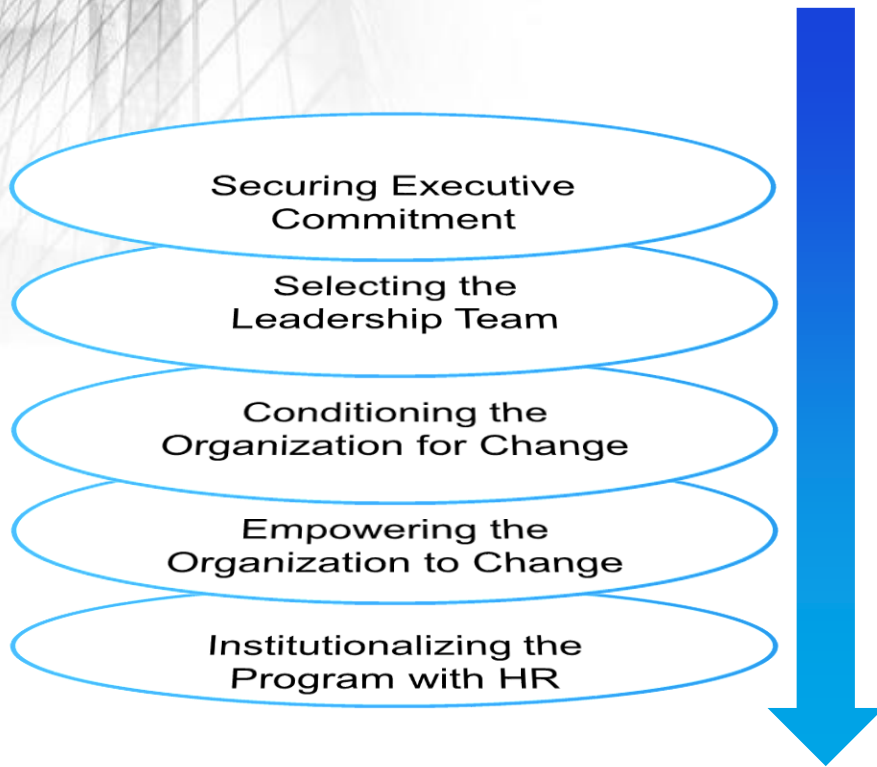 Securing Executive
Commitment
Selecting the
Leadership Team
Conditioning the
Organization for Change
Empowering the
Organization to Change
Institutionalizing the
Program with HR